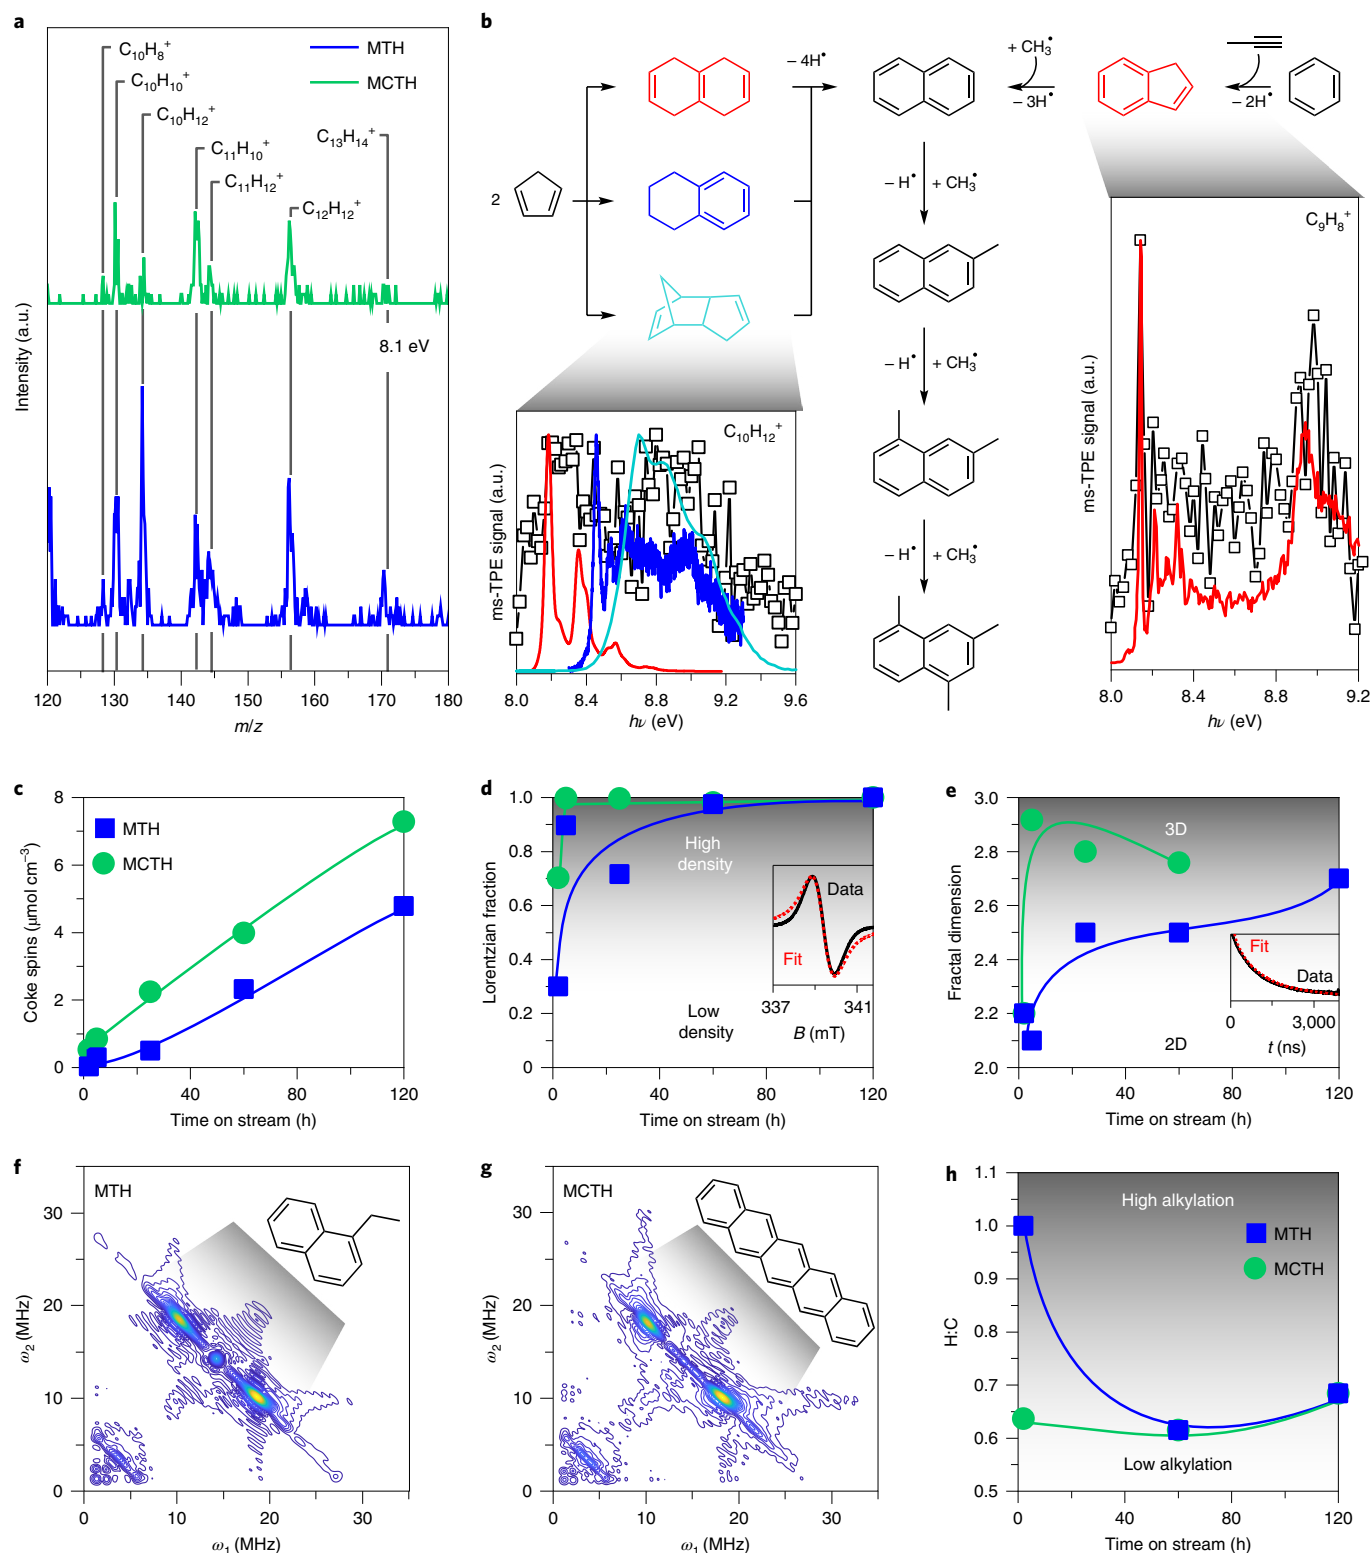 a
C10H8+
C10H10+
C10H12+
C11H10+
C11H12+
C12H12+
C13H14+
MTH
MCTH
8.1 eV
Intensity (a.u.)
120 130 140 150 160 170 180
m/z
b
2
– 4H•
+ CH3•
– 3H•
– 2H•
– H• + CH3•
– H• + CH3•
– H• + CH3•
C10H12+
ms-TPE signal (a.u.)
8.0 8.4 8.8 9.2 9.6
hν (eV)
C9H8+
ms-TPE signal (a.u.)
8.0 8.4 8.8 9.2
hν (eV)
c
8
6
4
2
0
MTH
MCTH
Coke spins (μmol cm−3)
0 40 80 120
Time on stream (h)
d
1.0
0.8
0.6
0.4
0.2
0
High
density
Low
density
Data
Fit
337 341
B (mT)
Lorentzian fraction
0 40 80 120
Time on stream (h)
e
3.0
2.8
2.6
2.4
2.2
2.0
3D
2D
Fit
Data
0 3,000
t (ns)
Fractal dimension
0 40 80 120
Time on stream (h)
f
MTH
30
20
10
0
ω2 (MHz)
0 10 20 30
ω1 (MHz)
g
MCTH
30
20
10
0
ω2 (MHz)
0 10 20 30
ω1 (MHz)
h
1.1
1.0
0.9
0.8
0.7
0.6
0.5
High alkylation
MTH
MCTH
Low alkylation
H:C
0 40 80 120
Time on stream (h)